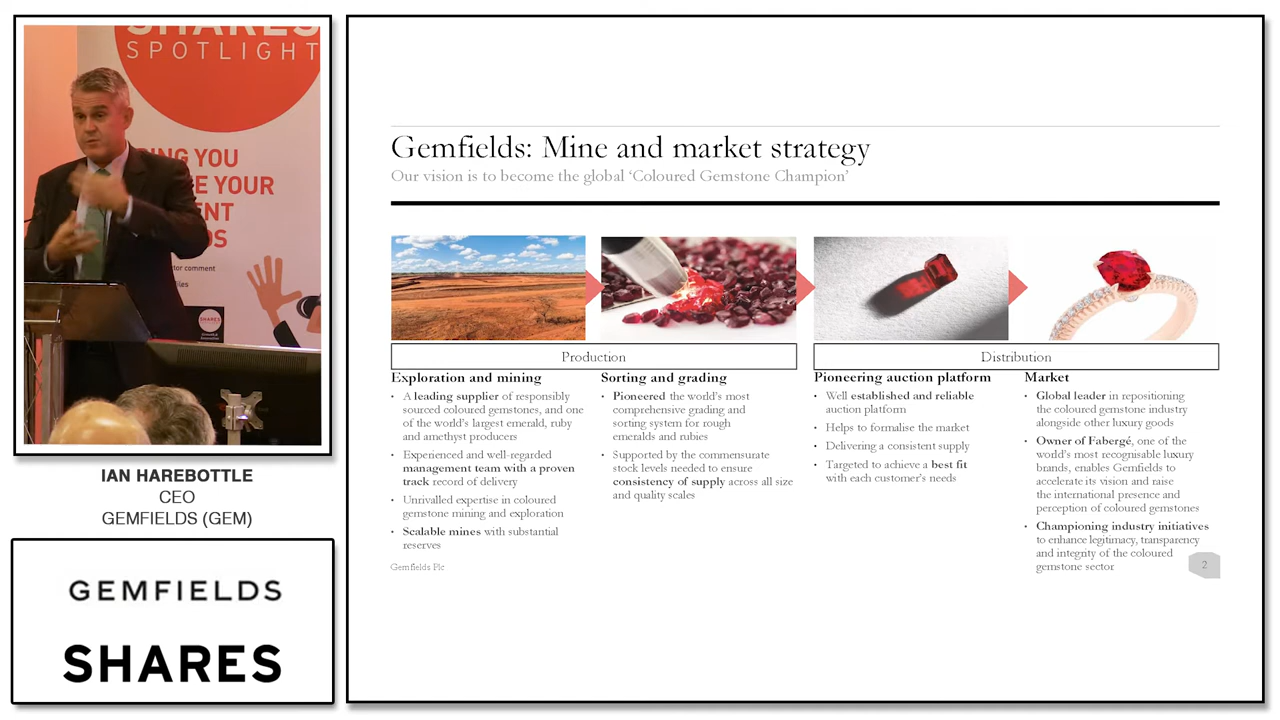 SHARES
SPOTLIGHT
YOU
YOUR
tor comment
SHARES
IAN HAREBOTTLE
CEO
GEMFIELDS (GEM)
GEMFIELDS
SHARES
Gemfields: Mine and market strategy
Our vision is to become the global ‘Coloured Gemstone Champion’
Production
Distribution
Exploration and mining
• A leading supplier of responsibly
sourced coloured gemstones, and one
of the world’s largest emerald, ruby
and amethyst producers
• Experienced and well-regarded
management team with a proven
track record of delivery
• Unrivalled expertise in coloured
gemstone mining and exploration
• Scalable mines with substantial
reserves
Sorting and grading
• Pioneered the world’s most
comprehensive grading and
sorting system for rough
emeralds and rubies
• Supported by the commensurate
stock levels needed to ensure
consistency of supply across all size
and quality scales
Pioneering auction platform
• Well established and reliable
auction platform
• Helps to formalise the market
• Delivering a consistent supply
• Targeted to achieve a best fit
with each customer’s needs
Market
• Global leader in repositioning
the coloured gemstone industry
alongside other luxury goods
• Owner of Fabergé, one of the
world’s most recognisable luxury
brands, enables Gemfields to
accelerate its vision and raise
the international presence and
perception of coloured gemstones
• Championing industry initiatives
to enhance legitimacy, transparency
and integrity of the coloured
gemstone sector
Gemfields Plc
2